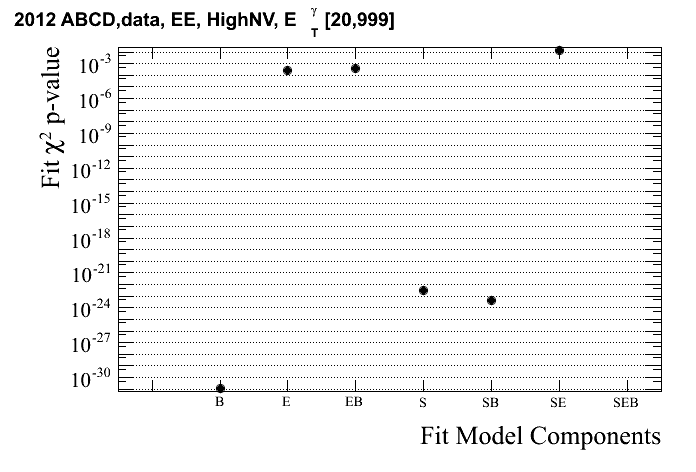 2012 ABCD,data, EE, HighNV, E γ T [20,999]
Fit χ² p-value
10⁻³
10⁻⁶
10⁻⁹
10⁻¹²
10⁻¹⁵
10⁻¹⁸
10⁻²¹
10⁻²⁴
10⁻²⁷
10⁻³⁰
B E EB S SB SE SEB
Fit Model Components